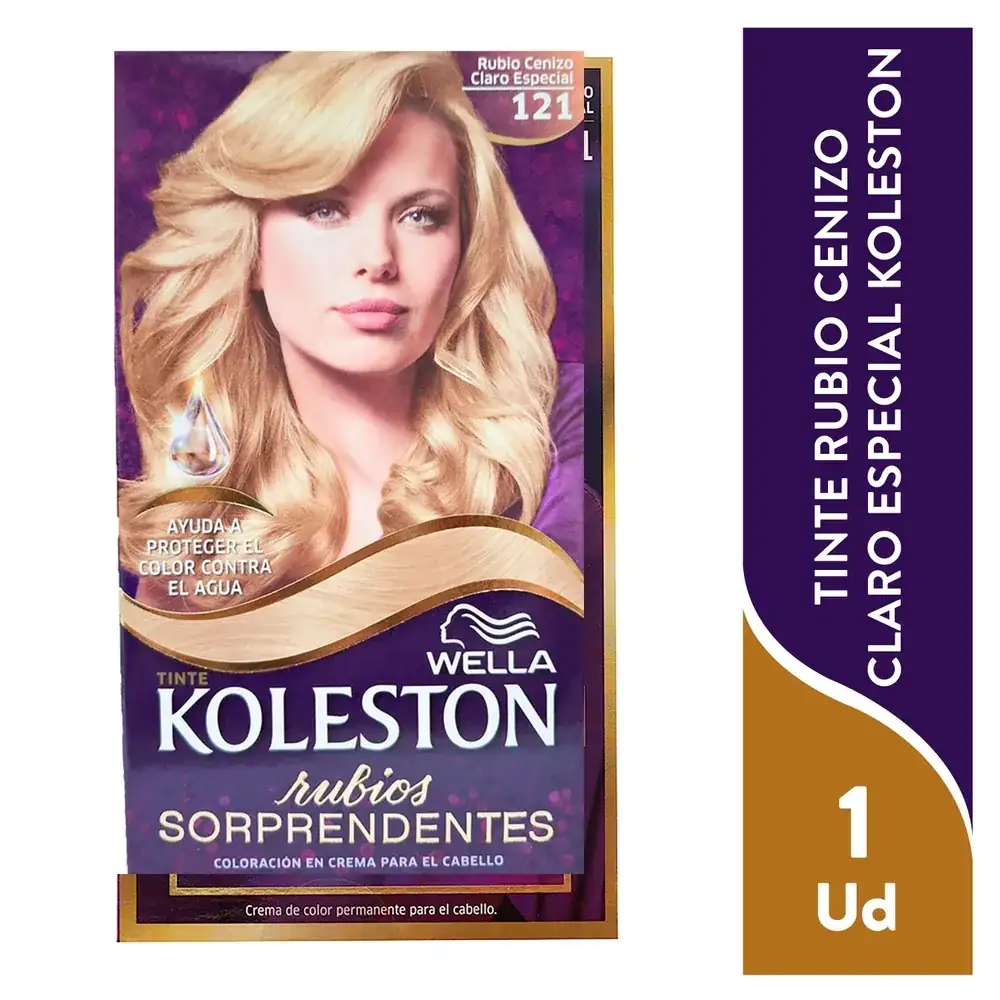 Rubio Cenizo
Claro Especial
121
AYUDA A
PROTEGER EL
COLOR CONTRA
EL AGUA
WELLA
TINTE
KOLESTON
rubios
SORPRENDENTES
COLORACIÓN EN CREMA PARA EL CABELLO
Crema de color permanente para el cabello.
TINTE RUBIO CENIZO
CLARO ESPECIAL KOLESTON
1
Ud